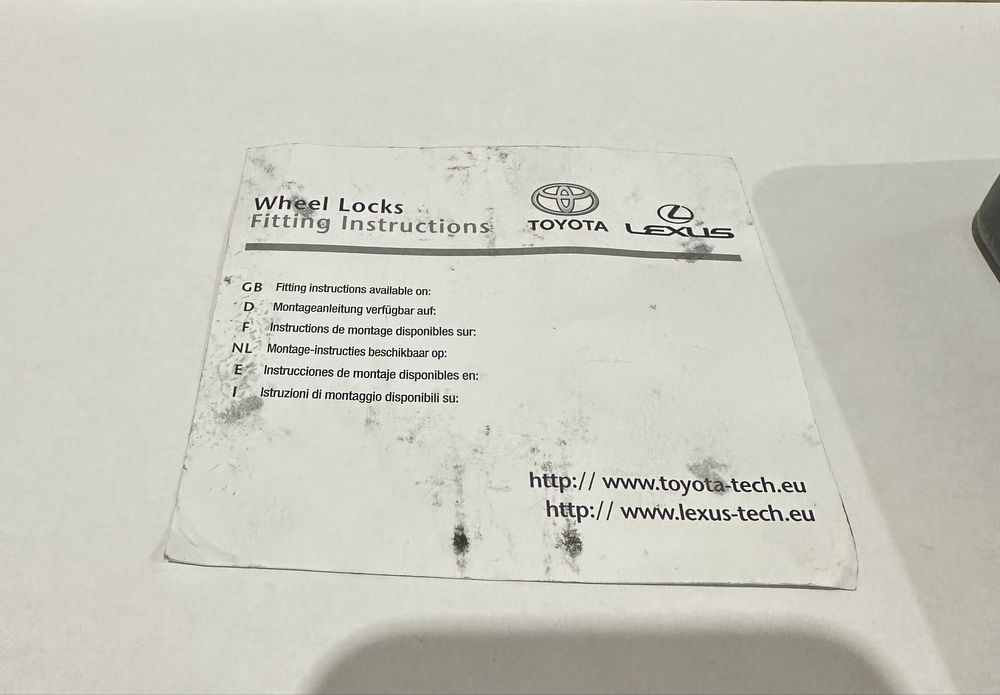 Wheel Locks
Fitting Instructions
TOYOTA
LEXUS
GB Fitting instructions available on:
D Montageanleitung verfügbar auf:
F Instructions de montage disponibles sur:
NL Montage-instructies beschikbaar op:
E Instrucciones de montaje disponibles en:
I Istruzioni di montaggio disponibili su:
http:// www.toyota-tech.eu
http:// www.lexus-tech.eu